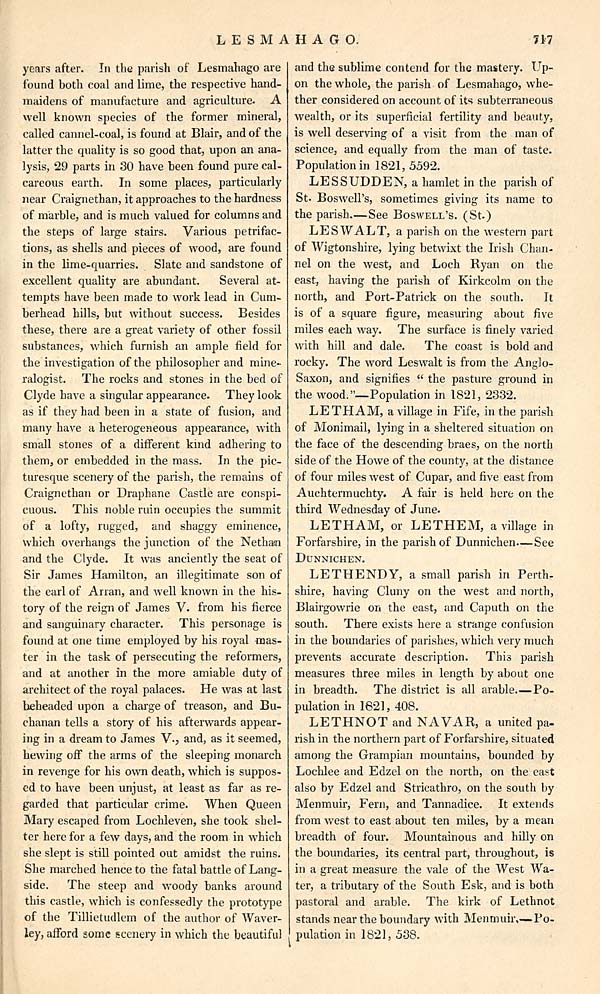 LESMAHAGO.
717
years after. In the parish of Lesmahago are
found both coal and lime, the respective hand-
maidens of manufacture and agriculture. A
well known species of the former mineral,
called cannel-coal, is found at Blair, and of the
latter the quality is so good that, upon an ana-
lysis, 29 parts in 30 have been found pure cal-
careous earth. In some places, particularly
near Craignethan, it approaches to the hardness
of marble, and is much valued for columns and
the steps of large stairs. Various petrifac-
tions, as shells and pieces of wood, are found
in the lime-quarries. Slate and sandstone of
excellent quality are abundant. Several at-
tempts have been made to work lead in Cum-
berhead hills, but without success. Besides
these, there are a great variety of other fossil
substances, which furnish an ample field for
the investigation of the philosopher and mine-
ralogist. The rocks and stones in the bed of
Clyde have a singular appearance. They look
as if they had been in a state of fusion, and
many have a heterogeneous appearance, with
small stones of a different kind adhering to
them, or embedded in the mass. In the pic-
turesque scenery of the parish, the remains of
Craignethan or Draphane Castle are conspi-
cuous. This noble ruin occupies the summit
of a lofty, rugged, and shaggy eminence,
which overhangs the junction of the Nethan
and the Clyde. It was anciently the seat of
Sir James Hamilton, an illegitimate son of
the earl of Arran, and well known in the his-
tory of the reign of James V. from his fierce
and sanguinary character. This personage is
found at one time employed by his royal mas-
ter in the task of persecuting the reformers,
and at another in the more amiable duty of
architect of the royal palaces. He was at last
beheaded upon a charge of treason, and Bu-
chanan tells a story of his afterwards appear-
ing in a dream to James V., and, as it seemed,
hewing off the arms of the sleeping monarch
in revenge for his own death, which is suppos-
ed to have been unjust, at least as far as re-
garded that particular crime. When Queen
Mary escaped from Lochleven, she took shel-
ter here for a few days, and the room in which
she slept is still pointed out amidst the ruins.
She marched hence to the fatal battle of Lang-
side. The steep and woody banks around
this castle, which is confessedly the prototype
of the Tillietudlem of the author of Waver-
ley, afford some scenery in which the beautiful
and the sublime contend for the mastery. Up-
on the whole, the parish of Lesmahago, whe-
ther considered on account of its subterraneous
wealth, or its superficial fertility and beauty,
is well deserving of a visit from the man of
science, and equally from the man of taste.
Population in 1821, 5592.
LESSUDDEN, a hamlet in the parish of
St. Boswell's, sometimes giving its name to
the parish.—See BOSWELL'S. (St.)
LESWALT, a parish on the western part
of Wigtonshire, lying betwixt the Irish Chan-
nel on the west, and Loch Ryan on the
east, having the parish of Kirkcolm on the
north, and Port-Patrick on the south. It
is of a square figure, measuring about five
miles each way. The surface is finely varied
with hill and dale. The coast is bold and
rocky. The word Leswalt is from the Anglo-
Saxon, and signifies “ the pasture ground in
the wood.”—Population in 1821, 2332.
LETHAM, a village in Fife, in the parish
of Monimail, lying in a sheltered situation on
the face of the descending braes, on the north
side of the Howe of the county, at the distance
of four miles west of Cupar, and five east from
Auchtermuchty. A fair is held here on the
third Wednesday of June.
LETHAM, or LETHEM, a village in
Forfarshire, in the parish of Dunnichen.—See
DUNNICHEN.
LETHENDY, a small parish in Perth-
shire, having Cluny on the west and north,
Blairgowrie on the east, and Caputh on the
south. There exists here a strange confusion
in the boundaries of parishes, which very much
prevents accurate description. This parish
measures three miles in length by about one
in breadth. The district is all arable.—Po-
pulation in 1821, 408.
LETHNOT and NAVAR, a united pa-
rish in the northern part of Forfarshire, situated
among the Grampian mountains, bounded by
Lochlee and Edzel on the north, on the east
also by Edzel and Stricathro, on the south by
Menmuir, Fern, and Tannadice. It extends
from west to east about ten miles, by a mean
breadth of four. Mountainous and hilly on
the boundaries, its central part, throughout, is
in a great measure the vale of the West Wa-
ter, a tributary of the South Esk, and is both
pastoral and arable. The kirk of Lethnot
stands near the boundary with Menmuir.—Po-
pulation in 1821, 538.